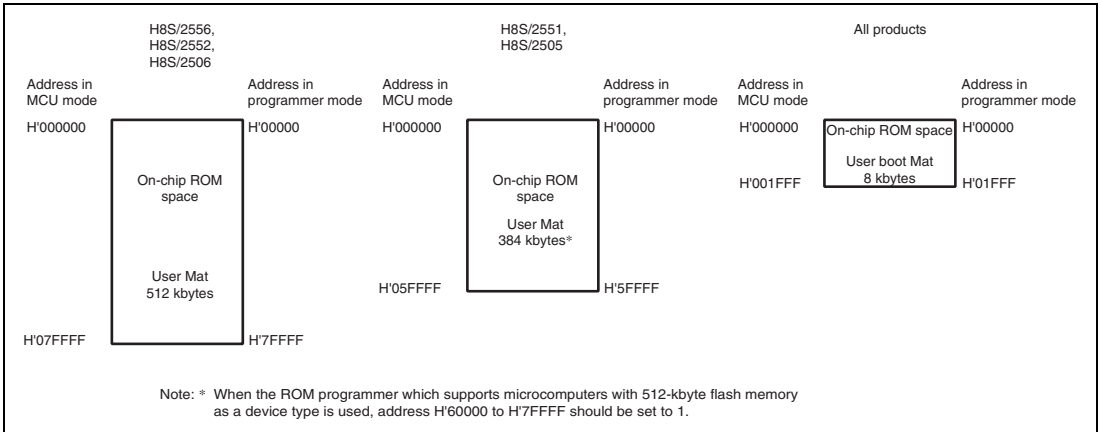 H8S/2556,
H8S/2552,
H8S/2506
Address in
MCU mode
Address in
programmer mode
H'000000
H'00000
On-chip ROM
space
User Mat
512 kbytes
H'07FFFF
H'7FFFF
H8S/2551,
H8S/2505
Address in
MCU mode
Address in
programmer mode
H'000000
H'00000
On-chip ROM
space
User Mat
384 kbytes*
H'05FFFF
H'5FFFF
All products
Address in
MCU mode
Address in
programmer mode
H'000000
H'00000
On-chip ROM space
User boot Mat
8 kbytes
H'001FFF
H'01FFF
Note: * When the ROM programmer which supports microcomputers with 512-kbyte flash memory
as a device type is used, address H'60000 to H'7FFFF should be set to 1.